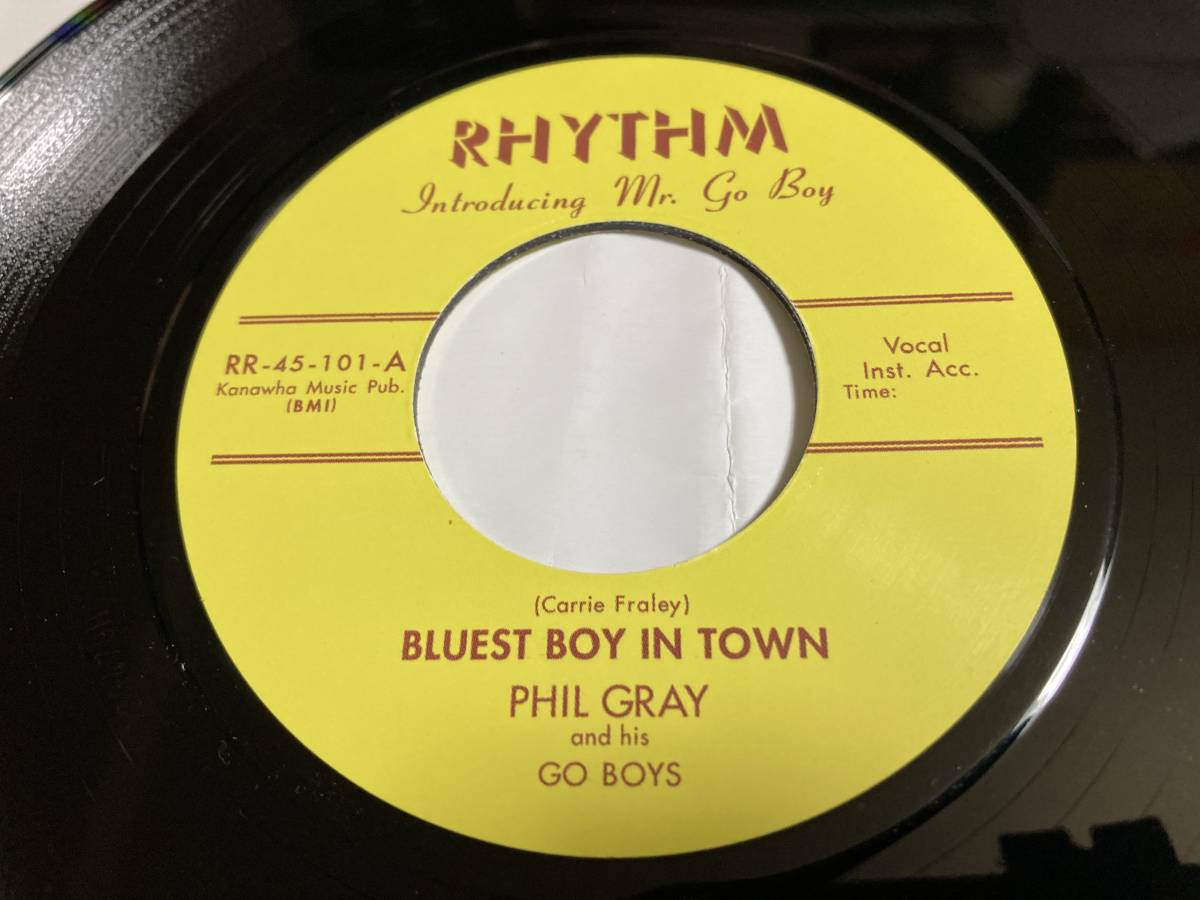 RHYTHM
Introducing Mr. Go Boy
RR-45-101-A
Kanawha Music Pub.
(BMI)
Vocal
Inst. Acc.
Time:
(Carrie Fraley)
BLUEST BOY IN TOWN
PHIL GRAY
and his
GO BOYS